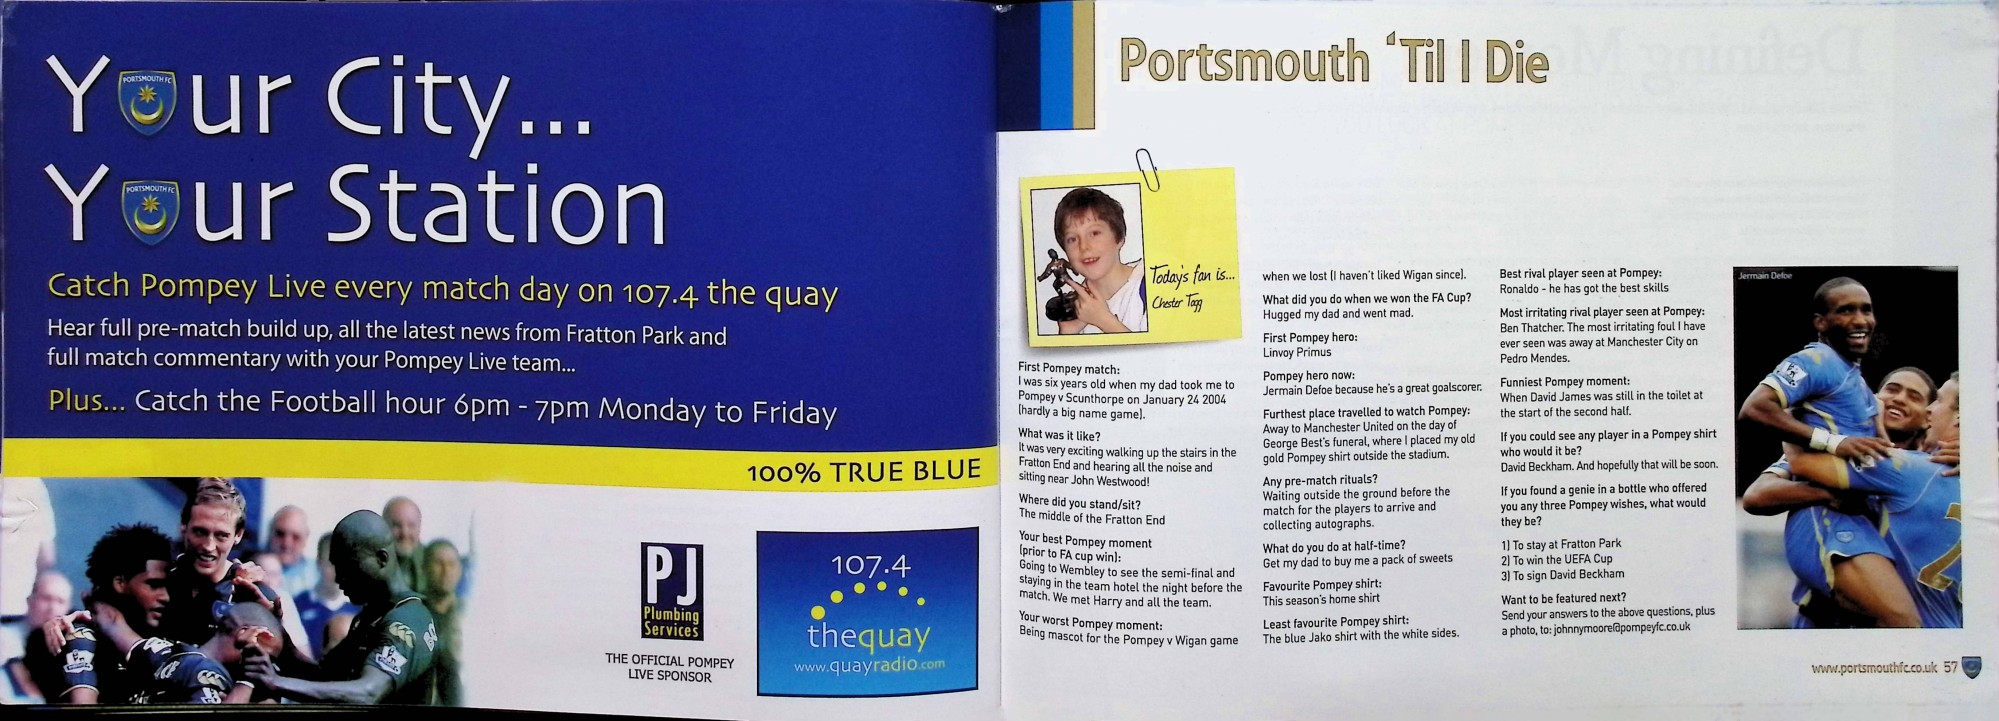 Your City...
PORTSMOUTH FC
Your Station
PORTSMOUTH FC
Catch Pompey Live every match day on 107.4 the quay
Hear full pre-match build up, all the latest news from Fratton Park and
full match commentary with your Pompey Live team...
Plus... Catch the Football hour 6pm - 7pm Monday to Friday
100% TRUE BLUE
PJ
Plumbing
Services
THE OFFICIAL POMPEY
LIVE SPONSOR
107.4
thequay
www.quayradio.com
Portsmouth ‘Til I Die
Today's fan is...
Chester Tagg
First Pompey match:
I was six years old when my dad took me to
Pompey v Scunthorpe on January 24 2004
(hardly a big name game).
What was it like?
It was very exciting walking up the stairs in the
Fratton End and hearing all the noise and
sitting near John Westwood!
Where did you stand/sit?
The middle of the Fratton End
Your best Pompey moment
(prior to FA cup win):
Going to Wembley to see the semi-final and
staying in the team hotel the night before the
match. We met Harry and all the team.
Your worst Pompey moment:
Being mascot for the Pompey v Wigan game
when we lost (I haven't liked Wigan since).
What did you do when we won the FA Cup?
Hugged my dad and went mad.
First Pompey hero:
Linvoy Primus
Pompey hero now:
Jermain Defoe because he's a great goalscorer.
Furthest place travelled to watch Pompey:
Away to Manchester United on the day of
George Best's funeral, where I placed my old
gold Pompey shirt outside the stadium.
Any pre-match rituals?
Waiting outside the ground before the
match for the players to arrive and
collecting autographs.
What do you do at half-time?
Get my dad to buy me a pack of sweets
Favourite Pompey shirt:
This season's home shirt
Least favourite Pompey shirt:
The blue Jako shirt with the white sides.
Best rival player seen at Pompey:
Ronaldo - he has got the best skills
Most irritating rival player seen at Pompey:
Ben Thatcher. The most irritating foul I have
ever seen was away at Manchester City on
Pedro Mendes.
Funniest Pompey moment:
When David James was still in the toilet at
the start of the second half.
If you could see any player in a Pompey shirt
who would it be?
David Beckham. And hopefully that will be soon.
If you found a genie in a bottle who offered
you any three Pompey wishes, what would
they be?
1) To stay at Fratton Park
2) To win the UEFA Cup
3) To sign David Beckham
Want to be featured next?
Send your answers to the above questions, plus
a photo, to: johnnymoore@pompeyfc.co.uk
Jermain Defoe
www.portsmouthfc.co.uk 57